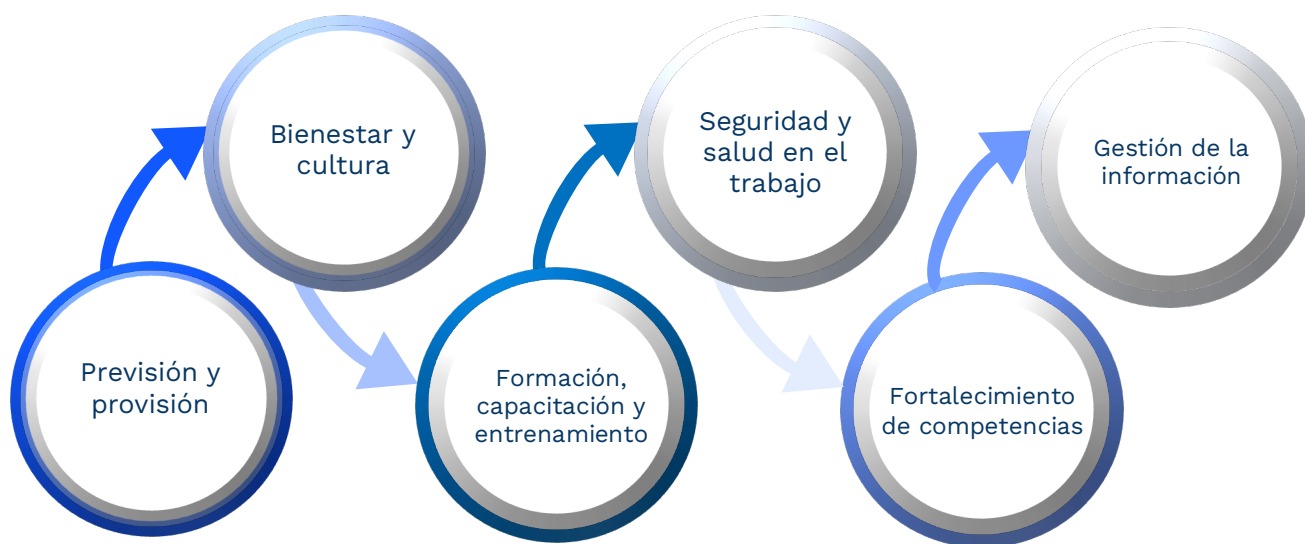 Previsión y
provisión
Bienestar y
cultura
Formación,
capacitación y
entrenamiento
Seguridad y
salud en el
trabajo
Fortalecimiento
de competencias
Gestión de la
información